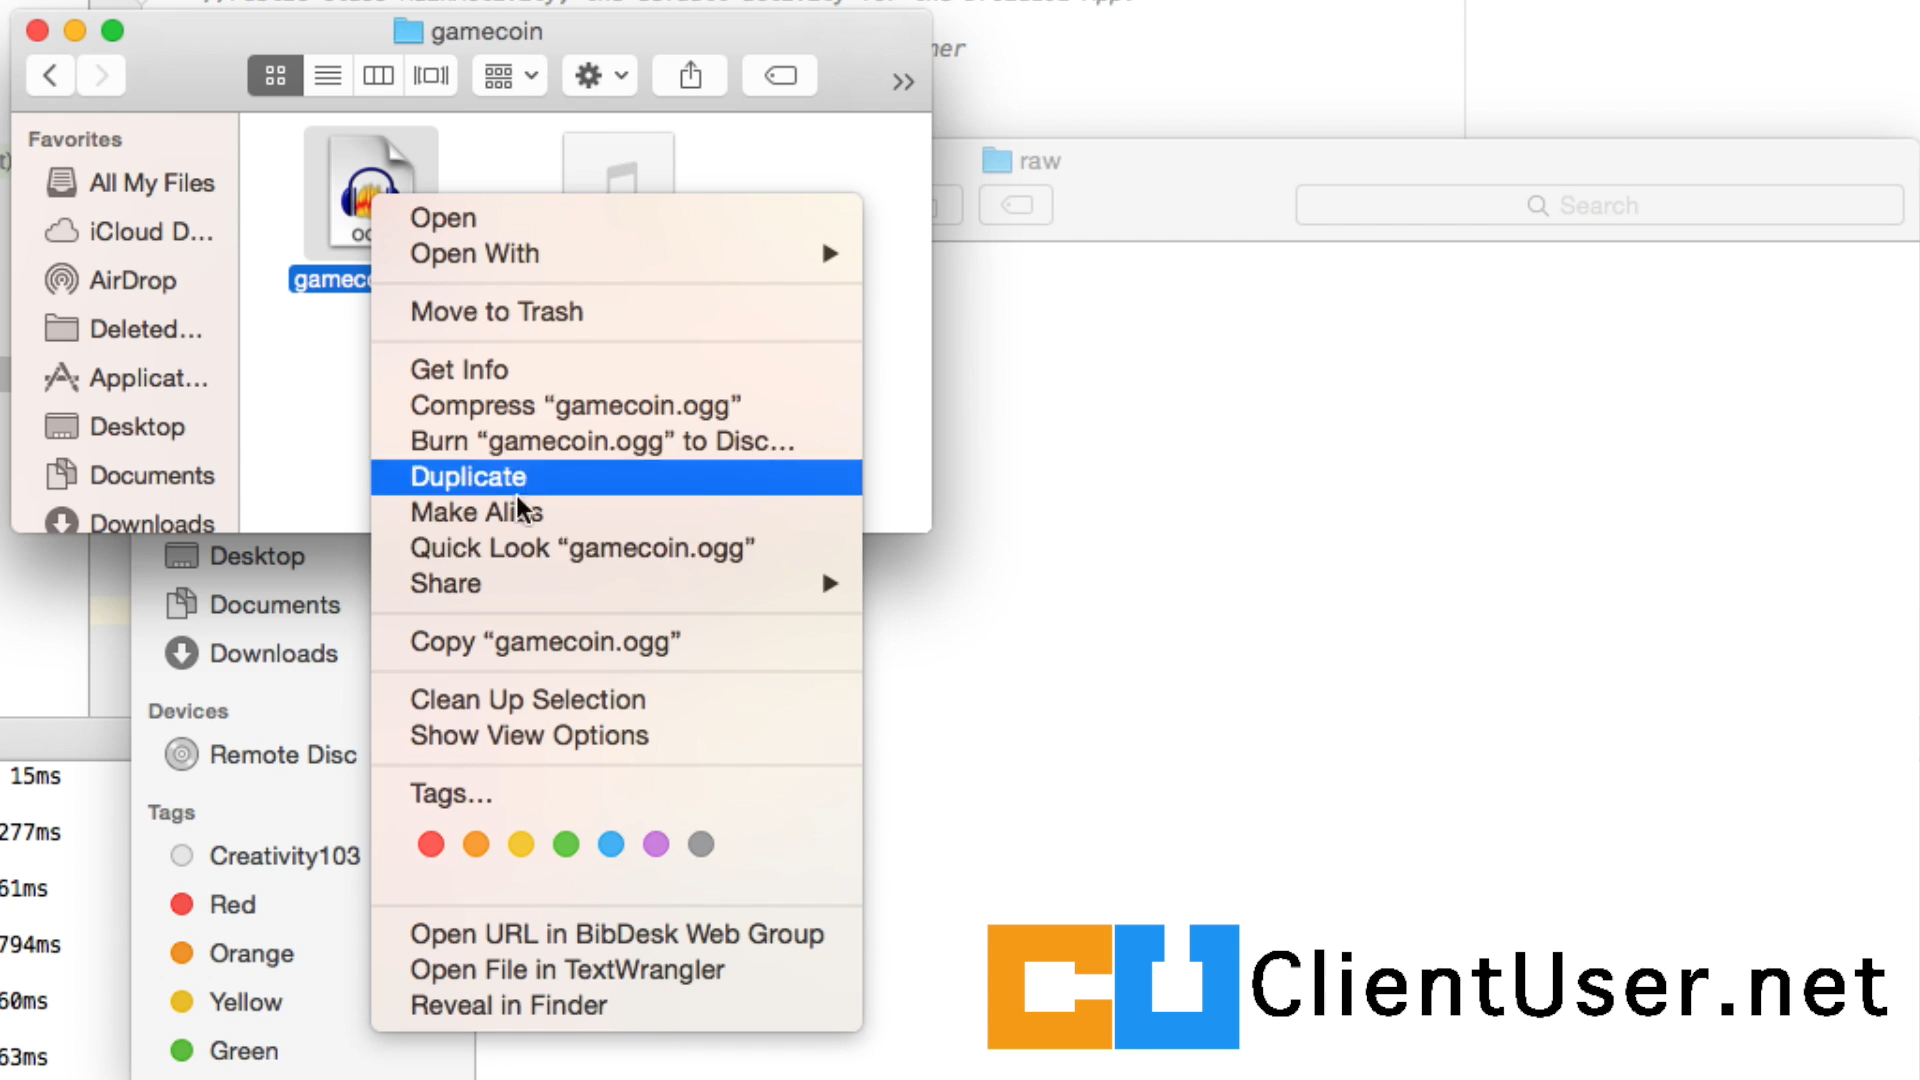 gamecoin
Favorites
All My Files
iCloud D...
AirDrop
Deleted...
Applicat...
Desktop
Documents
Downloads
raw
Search
Open
Open With
Move to Trash
Get Info
Compress “gamecoin.ogg”
Burn “gamecoin.ogg” to Disc...
Duplicate
Make Alias
Quick Look “gamecoin.ogg”
Share
Copy “gamecoin.ogg”
Clean Up Selection
Show View Options
Tags...
Open URL in BibDesk Web Group
Open File in TextWrangler
Reveal in Finder
Desktop
Documents
Downloads
Devices
Remote Disc
Tags
Creativity103
Red
Orange
Yellow
Green
15ms
277ms
61ms
794ms
60ms
63ms
ClientUser.net